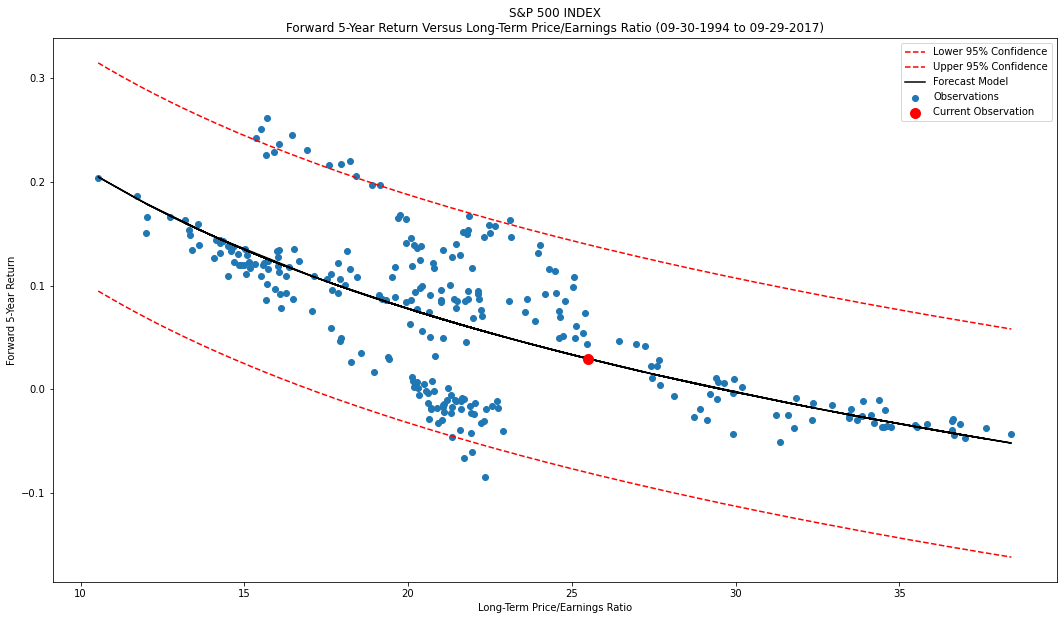 S&P 500 INDEX
Forward 5-Year Return Versus Long-Term Price/Earnings Ratio (09-30-1994 to 09-29-2017)
Lower 95% Confidence
Upper 95% Confidence
Forecast Model
Observations
Current Observation
Forward 5-Year Return
0.3
0.2
0.1
0.0
−0.1
10
15
20
25
30
35
Long-Term Price/Earnings Ratio